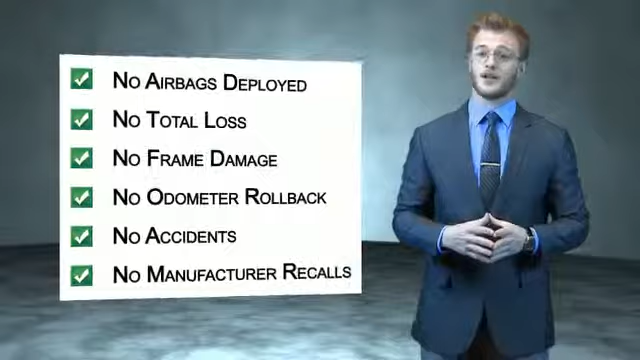 No Airbags Deployed
No Total Loss
No Frame Damage
No Odometer Rollback
No Accidents
No Manufacturer Recalls